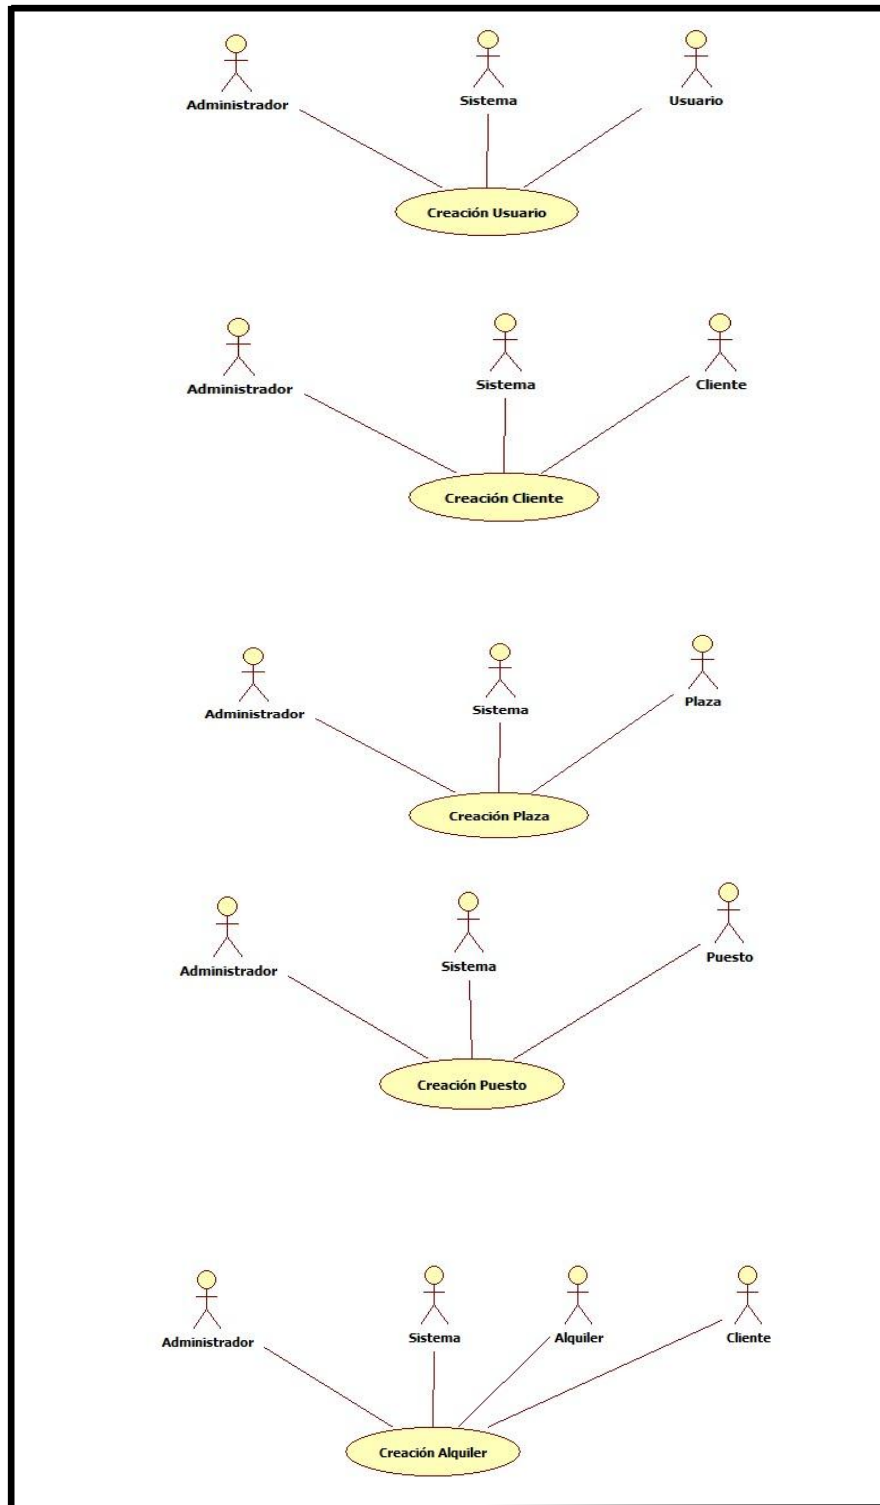 Administrador
Sistema
Usuario
Creación Usuario
Administrador
Sistema
Cliente
Creación Cliente
Administrador
Sistema
Plaza
Creación Plaza
Administrador
Sistema
Puesto
Creación Puesto
Administrador
Sistema
Alquiler
Cliente
Creación Alquiler